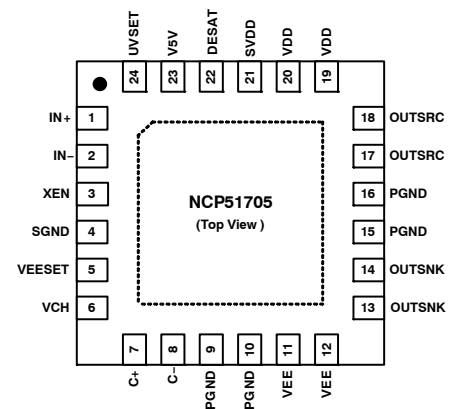 UVSET V5V DESAT SVDD VDD VDD
24 23 22 21 20 19
IN+ 1
IN− 2
XEN 3
SGND 4
VEESET 5
VCH 6
NCP51705
(Top View )
18 OUTSRC
17 OUTSRC
16 PGND
15 PGND
14 OUTSNK
13 OUTSNK
7 8 9 10 11 12
C+ C− PGND PGND VEE VEE